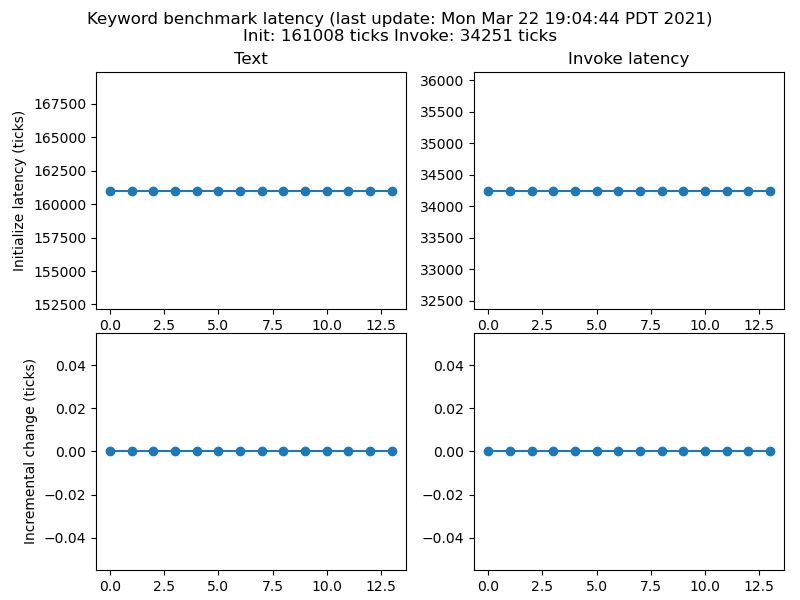 Keyword benchmark latency (last update: Mon Mar 22 19:04:44 PDT 2021)
Init: 161008 ticks Invoke: 34251 ticks
Text
Initialize latency (ticks)
167500
165000
162500
160000
157500
155000
152500
0.0 2.5 5.0 7.5 10.0 12.5
Invoke latency
36000
35500
35000
34500
34000
33500
33000
32500
0.0 2.5 5.0 7.5 10.0 12.5
Incremental change (ticks)
0.04
0.02
0.00
−0.02
−0.04
0.0 2.5 5.0 7.5 10.0 12.5
0.04
0.02
0.00
−0.02
−0.04
0.0 2.5 5.0 7.5 10.0 12.5